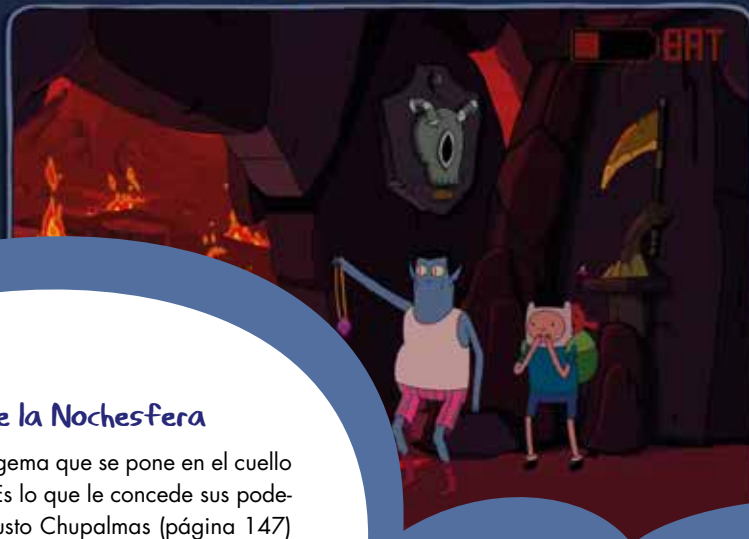 BAT
e la Nochesfera
gema que se pone en el cuello
Es lo que le concede sus pode-
usto Chupalmas (página 147)